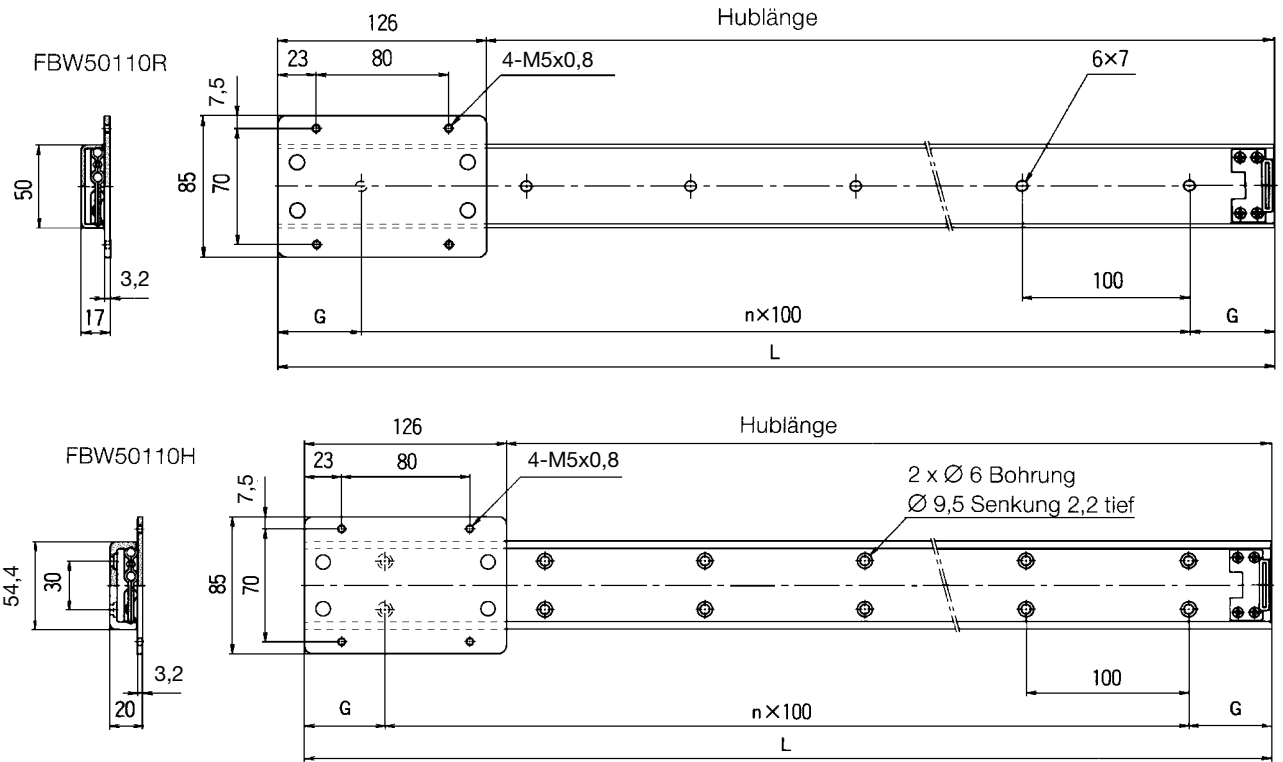 Hublänge
126
FBW50110R
23
80
4-M5x0,8
6×7
7,5
50
85
70
3,2
17
100
G
n×100
G
L
126
Hublänge
FBW50110H
23
80
4-M5x0,8
2 x Ø 6 Bohrung
Ø 9,5 Senkung 2,2 tief
7,5
54,4
30
85
70
3,2
20
100
G
n×100
G
L